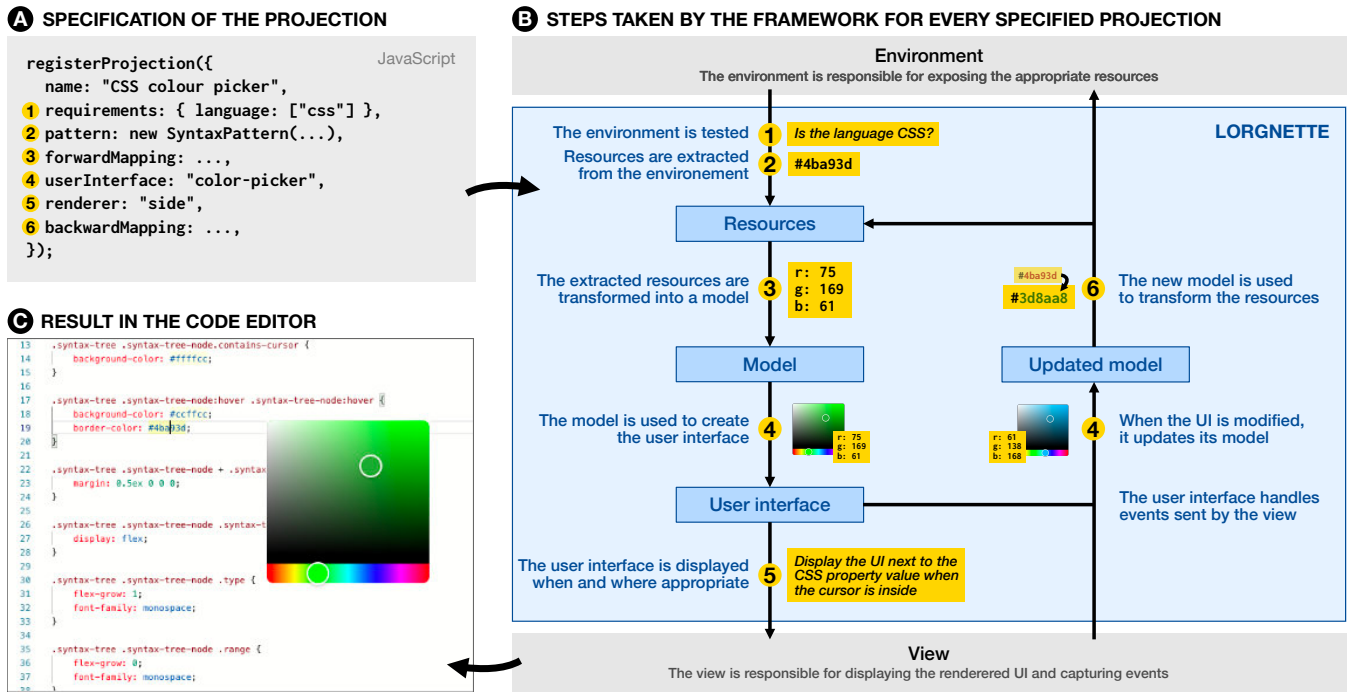 A SPECIFICATION OF THE PROJECTION
JavaScript
registerProjection({
name: "CSS colour picker",
1 requirements: { language: ["css"] },
2 pattern: new SyntaxPattern(...),
3 forwardMapping: ...,
4 userInterface: "color-picker",
5 renderer: "side",
6 backwardMapping: ...,
});
C RESULT IN THE CODE EDITOR
13 .syntax-tree .syntax-tree-node.contains-cursor {
14 background-color: #ffffcc;
15 }
16
17 .syntax-tree .syntax-tree-node:hover .syntax-tree-node:hover {
18 background-color: #ccffcc;
19 border-color: #4ba93d;
20 }
21
22 .syntax-tree .syntax-tree-node + .syntax
23 margin: 0.5ex 0 0 0;
24 }
25
26 .syntax-tree .syntax-tree-node .syntax-t
27 display: flex;
28 }
29
30 .syntax-tree .syntax-tree-node .type {
31 flex-grow: 1;
32 font-family: monospace;
33 }
34
35 .syntax-tree .syntax-tree-node .range {
36 flex-grow: 0;
37 font-family: monospace;
38 }
B STEPS TAKEN BY THE FRAMEWORK FOR EVERY SPECIFIED PROJECTION
Environment
The environment is responsible for exposing the appropriate resources
LORGNETTE
The environment is tested
1 Is the language CSS?
Resources are extracted
from the environement
2 #4ba93d
Resources
The extracted resources are
transformed into a model
3
r: 75
g: 169
b: 61
#4ba93d
#3d8aa8
6
The new model is used
to transform the resources
Model
Updated model
The model is used to create
the user interface
4
r: 75
g: 169
b: 61
r: 61
g: 138
b: 168
4
When the UI is modified,
it updates its model
User interface
The user interface handles
events sent by the view
The user interface is displayed
when and where appropriate
5
Display the UI next to the
CSS property value when
the cursor is inside
View
The view is responsible for displaying the renderered UI and capturing events